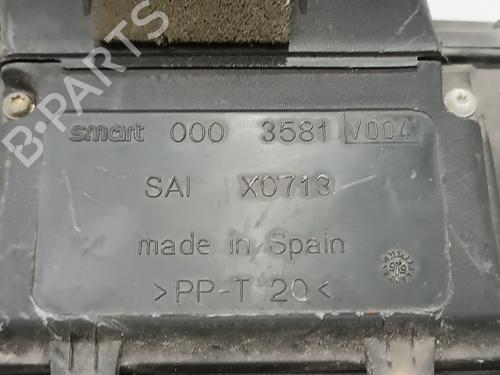 B-PARTS
smart 000 3581 V004
SAI X0713
made in Spain
>PP-T 20<